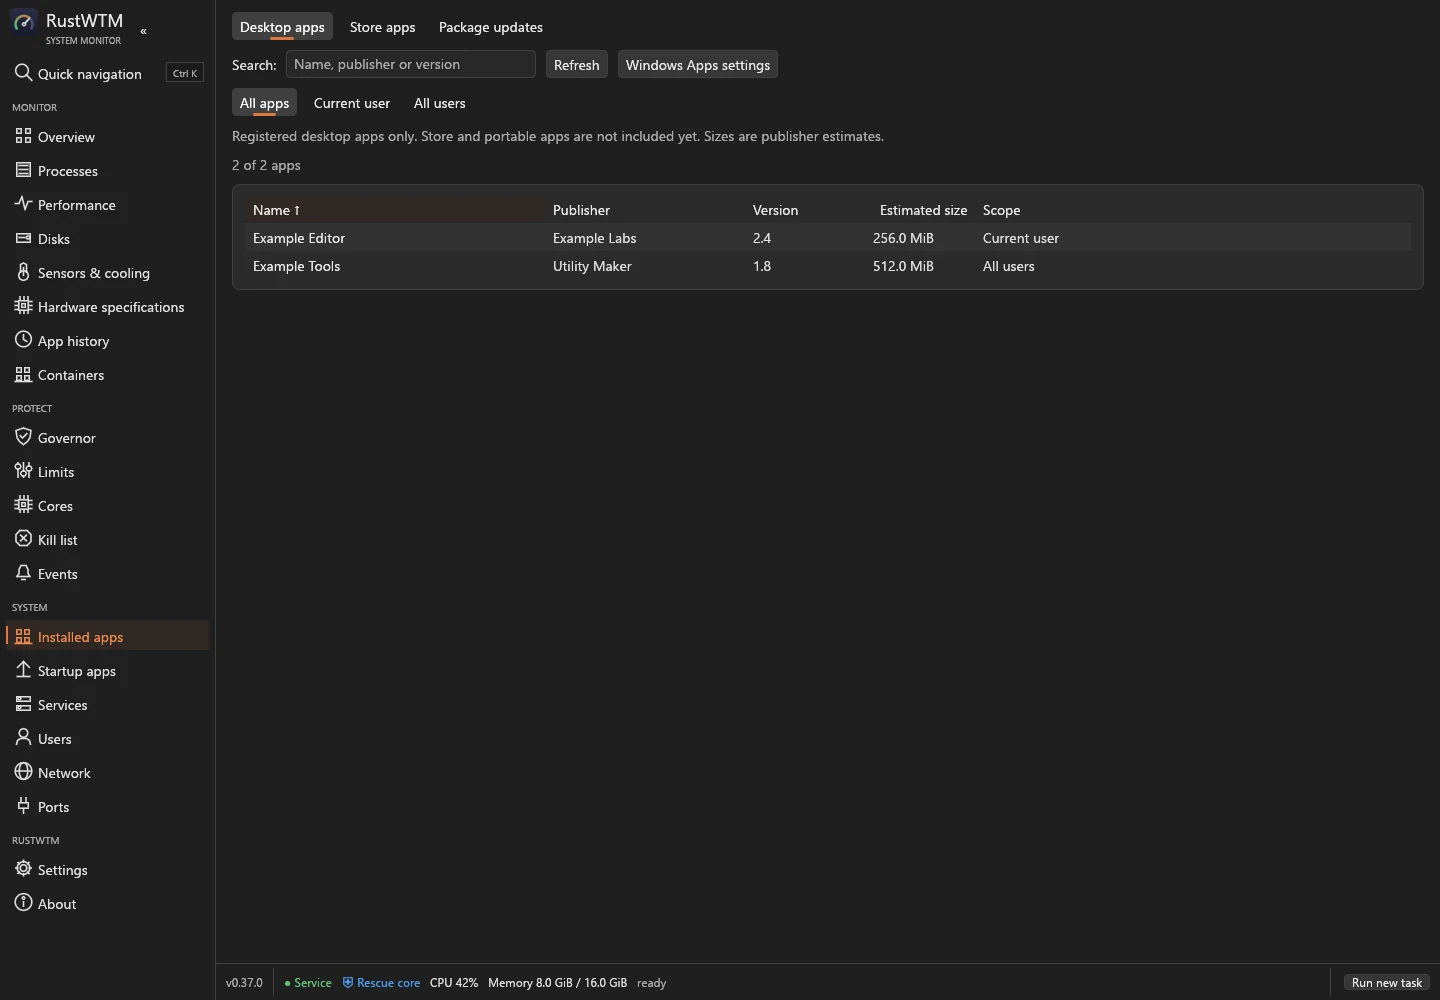 RustWTM
SYSTEM MONITOR
«
Quick navigation Ctrl K
MONITOR
Overview
Processes
Performance
Disks
Sensors & cooling
Hardware specifications
App history
Containers
PROTECT
Governor
Limits
Cores
Kill list
Events
SYSTEM
Installed apps
Startup apps
Services
Users
Network
Ports
RUSTWTM
Settings
About
Desktop apps Store apps Package updates
Search: Name, publisher or version Refresh Windows Apps settings
All apps Current user All users
Registered desktop apps only. Store and portable apps are not included yet. Sizes are publisher estimates.
2 of 2 apps
Name ↑ Publisher Version Estimated size Scope
Example Editor Example Labs 2.4 256.0 MiB Current user
Example Tools Utility Maker 1.8 512.0 MiB All users
v0.37.0 ● Service Rescue core CPU 42% Memory 8.0 GiB / 16.0 GiB ready Run new task